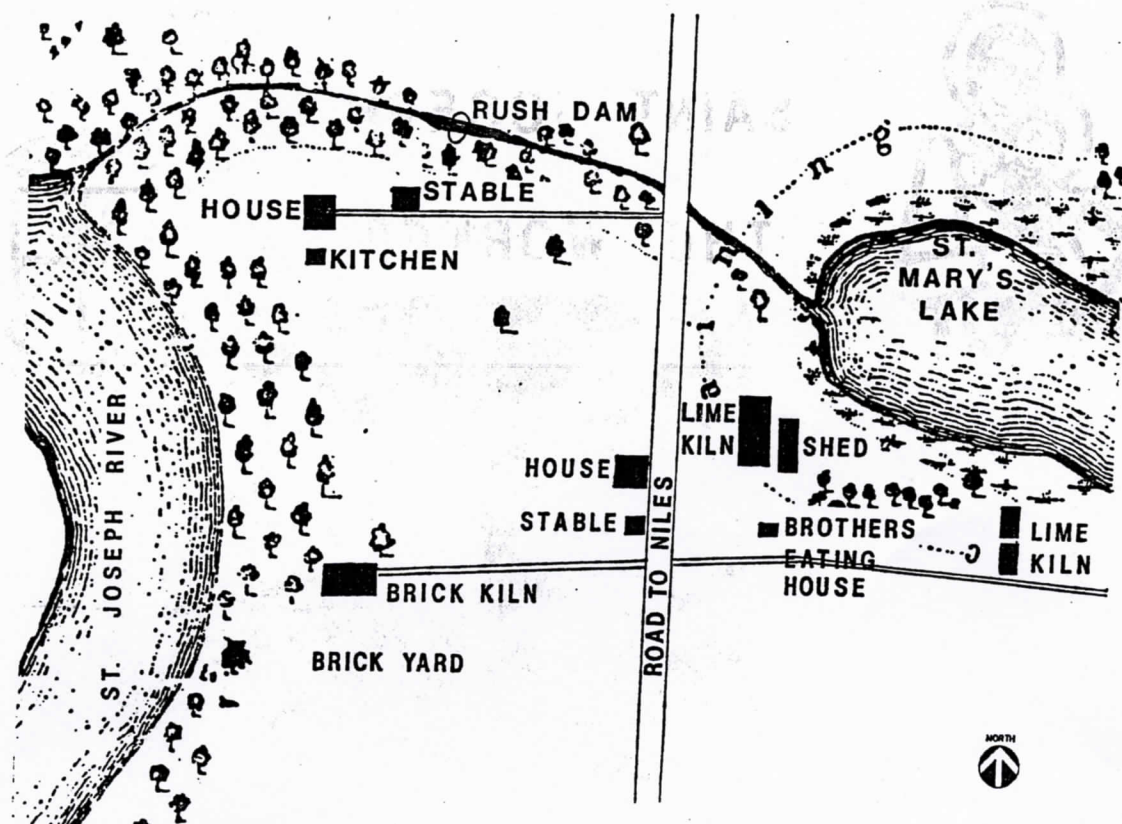 RUSH DAM
STABLE
HOUSE
KITCHEN
ST.
MARY'S
LAKE
ST. JOSEPH RIVER
LIME
KILN
SHED
HOUSE
STABLE
ROAD TO NILES
BROTHERS
EATING
HOUSE
LIME
KILN
BRICK KILN
BRICK YARD
NORTH